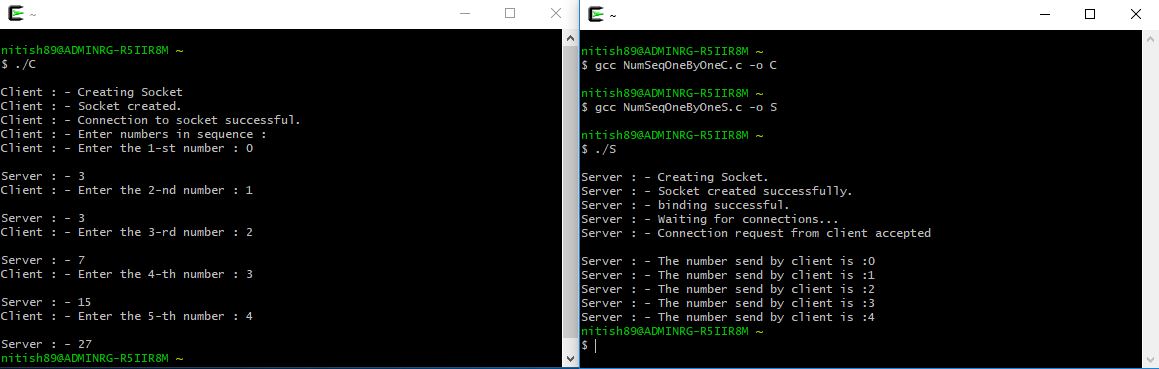 ~
nitish89@ADMINRG-R5IIR8M ~
$ ./C
Client : - Creating Socket
Client : - Socket created.
Client : - Connection to socket successful.
Client : - Enter numbers in sequence :
Client : - Enter the 1-st number : 0
Server : - 3
Client : - Enter the 2-nd number : 1
Server : - 3
Client : - Enter the 3-rd number : 2
Server : - 7
Client : - Enter the 4-th number : 3
Server : - 15
Client : - Enter the 5-th number : 4
Server : - 27
nitish89@ADMINRG-R5IIR8M ~
~
nitish89@ADMINRG-R5IIR8M ~
$ gcc NumSeqOneByOneC.c -o C
nitish89@ADMINRG-R5IIR8M ~
$ gcc NumSeqOneByOneS.c -o S
nitish89@ADMINRG-R5IIR8M ~
$ ./S
Server : - Creating Socket.
Server : - Socket created successfully.
Server : - binding successful.
Server : - Waiting for connections...
Server : - Connection request from client accepted
Server : - The number send by client is :0
Server : - The number send by client is :1
Server : - The number send by client is :2
Server : - The number send by client is :3
Server : - The number send by client is :4
nitish89@ADMINRG-R5IIR8M ~
$